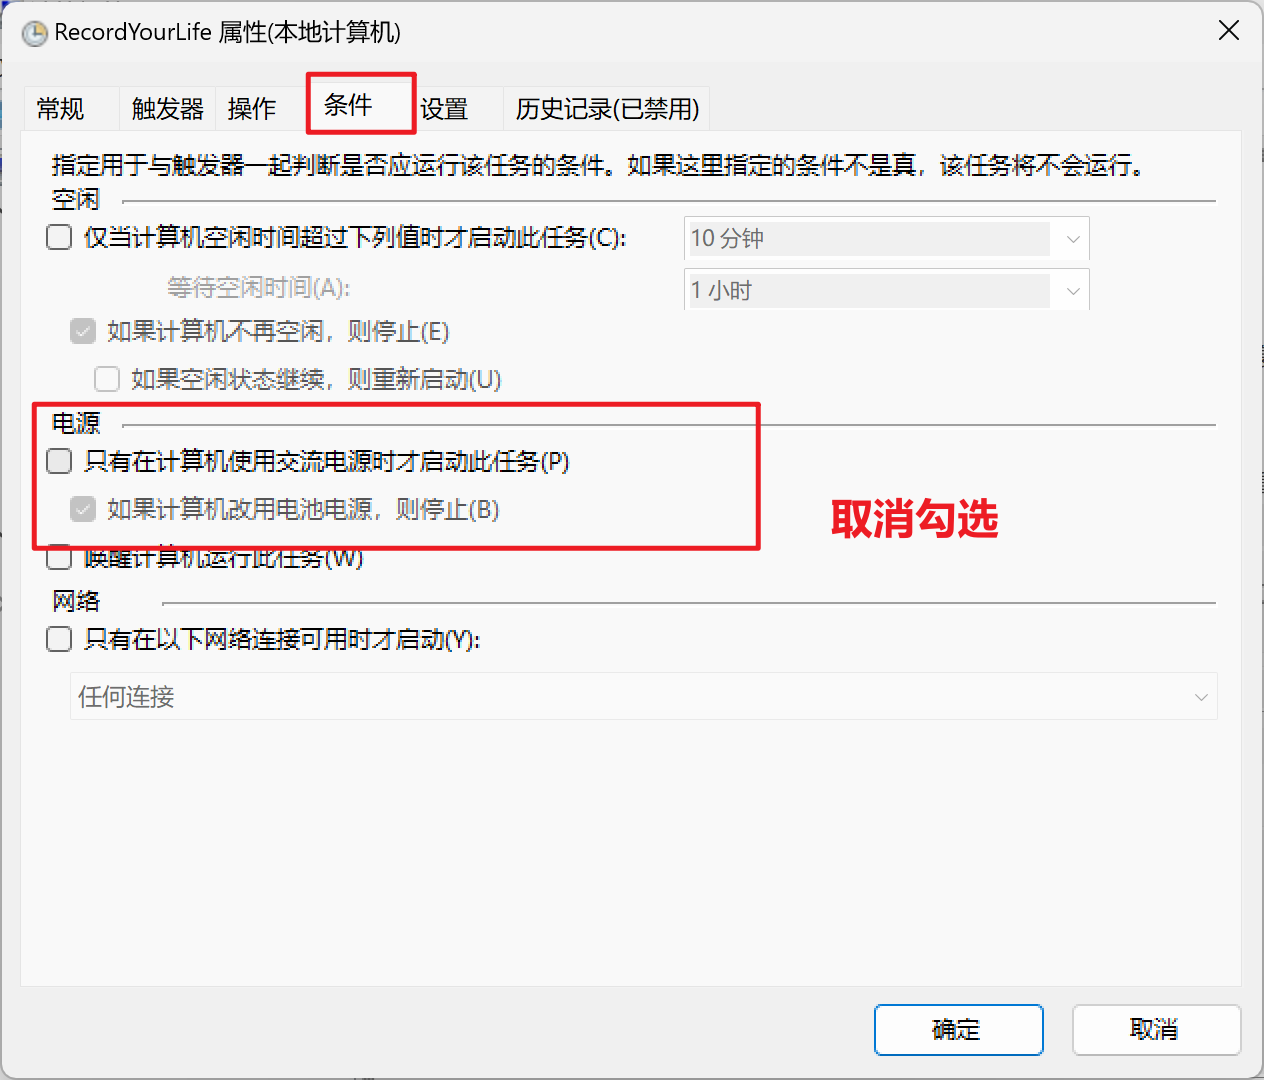 RecordYourLife 属性(本地计算机)
常规 触发器 操作 条件 设置 历史记录(已禁用)
指定用于与触发器一起判断是否应运行该任务的条件。如果这里指定的条件不是真，该任务将不会运行。
空闲
仅当计算机空闲时间超过下列值时才启动此任务(C): 10 分钟
等待空闲时间(A): 1 小时
如果计算机不再空闲，则停止(E)
如果空闲状态继续，则重新启动(U)
电源
只有在计算机使用交流电源时才启动此任务(P)
如果计算机改用电池电源，则停止(B)
取消勾选
唤醒计算机运行此任务(W)
网络
只有在以下网络连接可用时才启动(Y):
任何连接
确定 取消